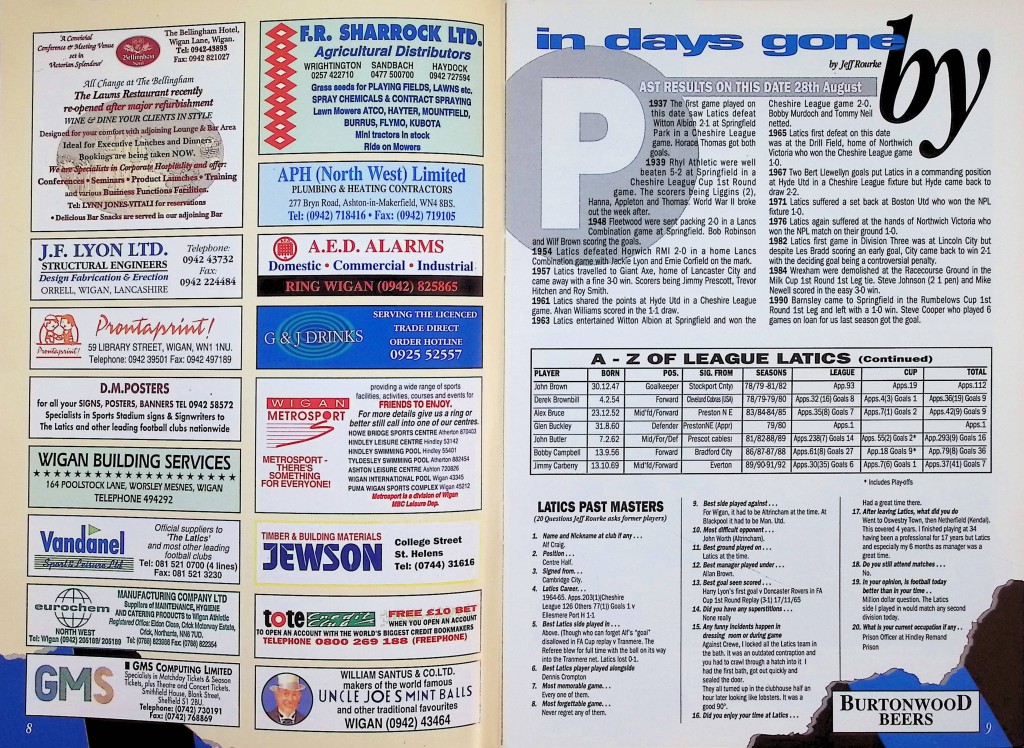 'A Convivial
Conference & Meeting Venue
set in
Victorian Splendour'
Bellingham
The Bellingham Hotel,
Wigan Lane, Wigan.
Tel: 0942-43893
Fax: 0942 821027
All Change at The Bellingham
The Lawns Restaurant recently
re-opened after major refurbishment
WINE & DINE YOUR CLIENTS IN STYLE
Designed for your comfort with adjoining Lounge & Bar Area
Ideal for Executive Lunches and Dinners
Bookings are being taken NOW.
We are Specialists in Corporate Hospitality and offer:
Conferences • Seminars • Product Launches • Training
and various Business Functions Facilities.
Tel: LYNN JONES-VITALI for reservations
• Delicious Bar Snacks are served in our adjoining Bar
J.F. LYON LTD.
STRUCTURAL ENGINEERS
Design Fabrication & Erection
ORRELL, WIGAN, LANCASHIRE
Telephone:
0942 43732
Fax:
0942 224484
Prontaprint
Prontaprint!
59 LIBRARY STREET, WIGAN, WN1 1NU.
Telephone: 0942 39501 Fax: 0942 497189
D.M.POSTERS
for all your SIGNS, POSTERS, BANNERS TEL 0942 58572
Specialists in Sports Stadium signs & Signwriters to
The Latics and other leading football clubs nationwide
WIGAN BUILDING SERVICES
164 POOLSTOCK LANE, WORSLEY MESNES, WIGAN
TELEPHONE 494292
Vandanel
Sport & Leisure Ltd
Official suppliers to
'The Latics'
and most other leading
football clubs
Tel: 081 521 0700 (4 lines)
Fax: 081 521 3230
eurochem
NORTH WEST
Tel: Wigan (0942) 206108/ 206189
MANUFACTURING COMPANY LTD
Suppliers of MAINTENANCE, HYGIENE
AND CATERING PRODUCTS to Wigan Athletic
Registered Office: Eldon Close, Crick Motorway Estate,
Crick, Northants, NN6 7UD.
Fax (0788) 822354
GMS
GMS COMPUTING LIMITED
Specialists in Matchday Tickets & Season
Tickets, plus Theatre and Concert Tickets.
Smithfield House, Blonk Street,
Sheffield S1 2BU.
Telephone: (0742) 730191
Fax: (0742) 768869
8
F.R. SHARROCK LTD.
Agricultural Distributors
WRIGHTINGTON SANDBACH HAYDOCK
0257 422710 0477 500700 0942 727594
Grass seeds for PLAYING FIELDS, LAWNS etc.
SPRAY CHEMICALS & CONTRACT SPRAYING
Lawn Mowers ATCO, HAYTER, MOUNTFIELD,
BURRUS, FLYMO, KUBOTA
Mini tractors in stock
Ride on Mowers
APH (North West) Limited
PLUMBING & HEATING CONTRACTORS
277 Bryn Road, Ashton-in-Makerfield, WN4 8BS.
Tel: (0942) 718416 • Fax: (0942) 719105
A.E.D. ALARMS
Domestic • Commercial • Industrial
RING WIGAN (0942) 825865
G & J DRINKS
SERVING THE LICENCED
TRADE DIRECT
ORDER HOTLINE
0925 52557
WIGAN
METROSPORT
METROSPORT -
THERE'S
SOMETHING
FOR EVERYONE!
providing a wide range of sports
facilities, activities, courses and events for
FRIENDS TO ENJOY.
For more details give us a ring or
better still call into one of our centres.
HOWE BRIDGE SPORTS CENTRE Atherton 870403
HINDLEY LEISURE CENTRE Hindley 53142
HINDLEY SWIMMING POOL Hindley 55401
TYLDESLEY SWIMMING POOL Atherton 882454
ASHTON LEISURE CENTRE Ashton 720826
WIGAN INTERNATIONAL POOL Wigan 43345
PUMA WIGAN SPORTS COMPLEX Wigan 45212
Metrosport is a division of Wigan
MBC Leisure Dep.
TIMBER & BUILDING MATERIALS
JEWSON
College Street
St. Helens
Tel: (0744) 31616
tote
FREE £10 BET
WHEN YOU OPEN AN ACCOUNT
TO OPEN AN ACCOUNT WITH THE WORLD'S BIGGEST CREDIT BOOKMAKERS
TELEPHONE 0800 269 188 (FREEPHONE)
WILLIAM SANTUS & CO.LTD.
makers of the world famous
UNCLE JOE'S MINT BALLS
and other traditional favourites
WIGAN (0942) 43464
in days gone by
by Jeff Rourke
PAST RESULTS ON THIS DATE 28th August
1937 The first game played on
this date saw Latics defeat
Witton Albion 2-1 at Springfield
Park in a Cheshire League
game. Horace Thomas got both
goals.
1939 Rhyl Athletic were well
beaten 5-2 at Springfield in a
Cheshire League Cup 1st Round
game. The scorers being Liggins (2),
Hanna, Appleton and Thomas. World War II broke
out the week after.
1948 Fleetwood were sent packing 2-0 in a Lancs
Combination game at Springfield. Bob Robinson
and Wilf Brown scoring the goals.
1954 Latics defeated Horwich RMI 2-0 in a home Lancs
Combination game with Jackie Lyon and Ernie Corfield on the mark.
1957 Latics travelled to Giant Axe, home of Lancaster City and
came away with a fine 3-0 win. Scorers being Jimmy Prescott, Trevor
Hitchen and Roy Smith.
1961 Latics shared the points at Hyde Utd in a Cheshire League
game. Alvan Williams scored in the 1-1 draw.
1963 Latics entertained Witton Albion at Springfield and won the
Cheshire League game 2-0.
Bobby Murdoch and Tommy Neil
netted.
1965 Latics first defeat on this date
was at the Drill Field, home of Northwich
Victoria who won the Cheshire League game
1-0.
1967 Two Bert Llewellyn goals put Latics in a commanding position
at Hyde Utd in a Cheshire League fixture but Hyde came back to
draw 2-2.
1971 Latics suffered a set back at Boston Utd who won the NPL
fixture 1-0.
1976 Latics again suffered at the hands of Northwich Victoria who
won the NPL match on their ground 1-0.
1982 Latics first game in Division Three was at Lincoln City but
despite Les Bradd scoring an early goal, City came back to win 2-1
with the deciding goal being a controversial penalty.
1984 Wrexham were demolished at the Racecourse Ground in the
Milk Cup 1st Round 1st Leg tie. Steve Johnson (2 1 pen) and Mike
Newell scored in the easy 3-0 win.
1990 Barnsley came to Springfield in the Rumbelows Cup 1st
Round 1st Leg and left with a 1-0 win. Steve Cooper who played 6
games on loan for us last season got the goal.
A - Z OF LEAGUE LATICS (Continued)
PLAYER BORN POS. SIG. FROM SEASONS LEAGUE CUP TOTAL
John Brown 30.12.47 Goalkeeper Stockport Cnty) 78/79-81/82 App.93 Apps.19 Apps.112
Derek Brownbill 4.2.54 Forward Cleveland Cobras (USA) 78/79-79/80 Apps.32 (16) Goals 8 Apps.4(3) Goals 1 Apps.36(19) Goals 9
Alex Bruce 23.12.52 Mid'fd/Forward Preston N E 83/84-84/85 Apps.35(8) Goals 7 Apps.7(1) Goals 2 Apps.42(9) Goals 9
Glen Buckley 31.8.60 Defender PrestonNE (Appr) 79/80 Apps.1 Apps.1
John Butler 7.2.62 Mid/For/Def Prescot cables) 81/82-88/89 Apps.238(7) Goals 14 Apps. 55(2) Goals 2* Apps.293(9) Goals 16
Bobby Campbell 13.9.56 Forward Bradford City 86/87-87/88 Apps.61(8) Goals 27 App.18 Goals 9* Apps.79(8) Goals 36
Jimmy Carberry 13.10.69 Mid'fd/Forward Everton 89/90-91/92 Apps.30(35) Goals 6 Apps.7(6) Goals 1 Apps.37(41) Goals 7
* Includes Play-offs
LATICS PAST MASTERS
(20 Questions Jeff Rourke asks former players)
1. Name and Nickname at club if any . . .
Alf Craig.
2. Position . . .
Centre Half.
3. Signed from. . .
Cambridge City.
4. Latics Career. . .
1964-65. Apps.203(1)(Cheshire
League 126 Others 77(1)) Goals 1 v
Ellesmere Port H 3-1
5. Best Latics side played in . . .
Above. (Though who can forget Alf's "goal"
disallowed in FA Cup replay v Tranmere. The
Referee blew for full time with the ball on its way
into the Tranmere net. Latics lost 0-1.
6. Best Latics player played alongside
Dennis Crompton
7. Most memorable game. . .
Every one of them.
8. Most forgettable game. . .
Never regret any of them.
9. Best side played against . . .
For Wigan, it had to be Altrincham at the time. At
Blackpool it had to be Man. Utd.
10. Most difficult opponent . . .
John Worth (Altrincham).
11. Best ground played on . . .
Latics at the time.
12. Best manager played under . . .
Allan Brown.
13. Best goal seen scored . . .
Harry Lyon's first goal v Doncaster Rovers in FA
Cup 1st Round Replay (3-1) 17/11/65
14. Did you have any superstitions . . .
None really
15. Any funny incidents happen in
dressing room or during game
Against Crewe, I locked all the Latics team in
the bath. It was an outdated contraption and
you had to crawl through a hatch into it I
had the first bath, got out quickly and
sealed the door.
They all turned up in the clubhouse half an
hour later looking like lobsters. It was a
good 90°.
16. Did you enjoy your time at Latics . . .
Had a great time there.
17. After leaving Latics, what did you do
Went to Oswestry Town, then Netherfield (Kendal).
This covered 4 years. I finished playing at 34
having been a professional for 17 years but Latics
and especially my 6 months as manager was a
great time.
18. Do you still attend matches . . .
No.
19. In your opinion, is football today
better than in your time . .
Million dollar question. The Latics
side I played in would match any second
division today.
20. What is your current occupation if any . . .
Prison Officer at Hindley Remand
Prison
BURTONWOOD
BEERS
9